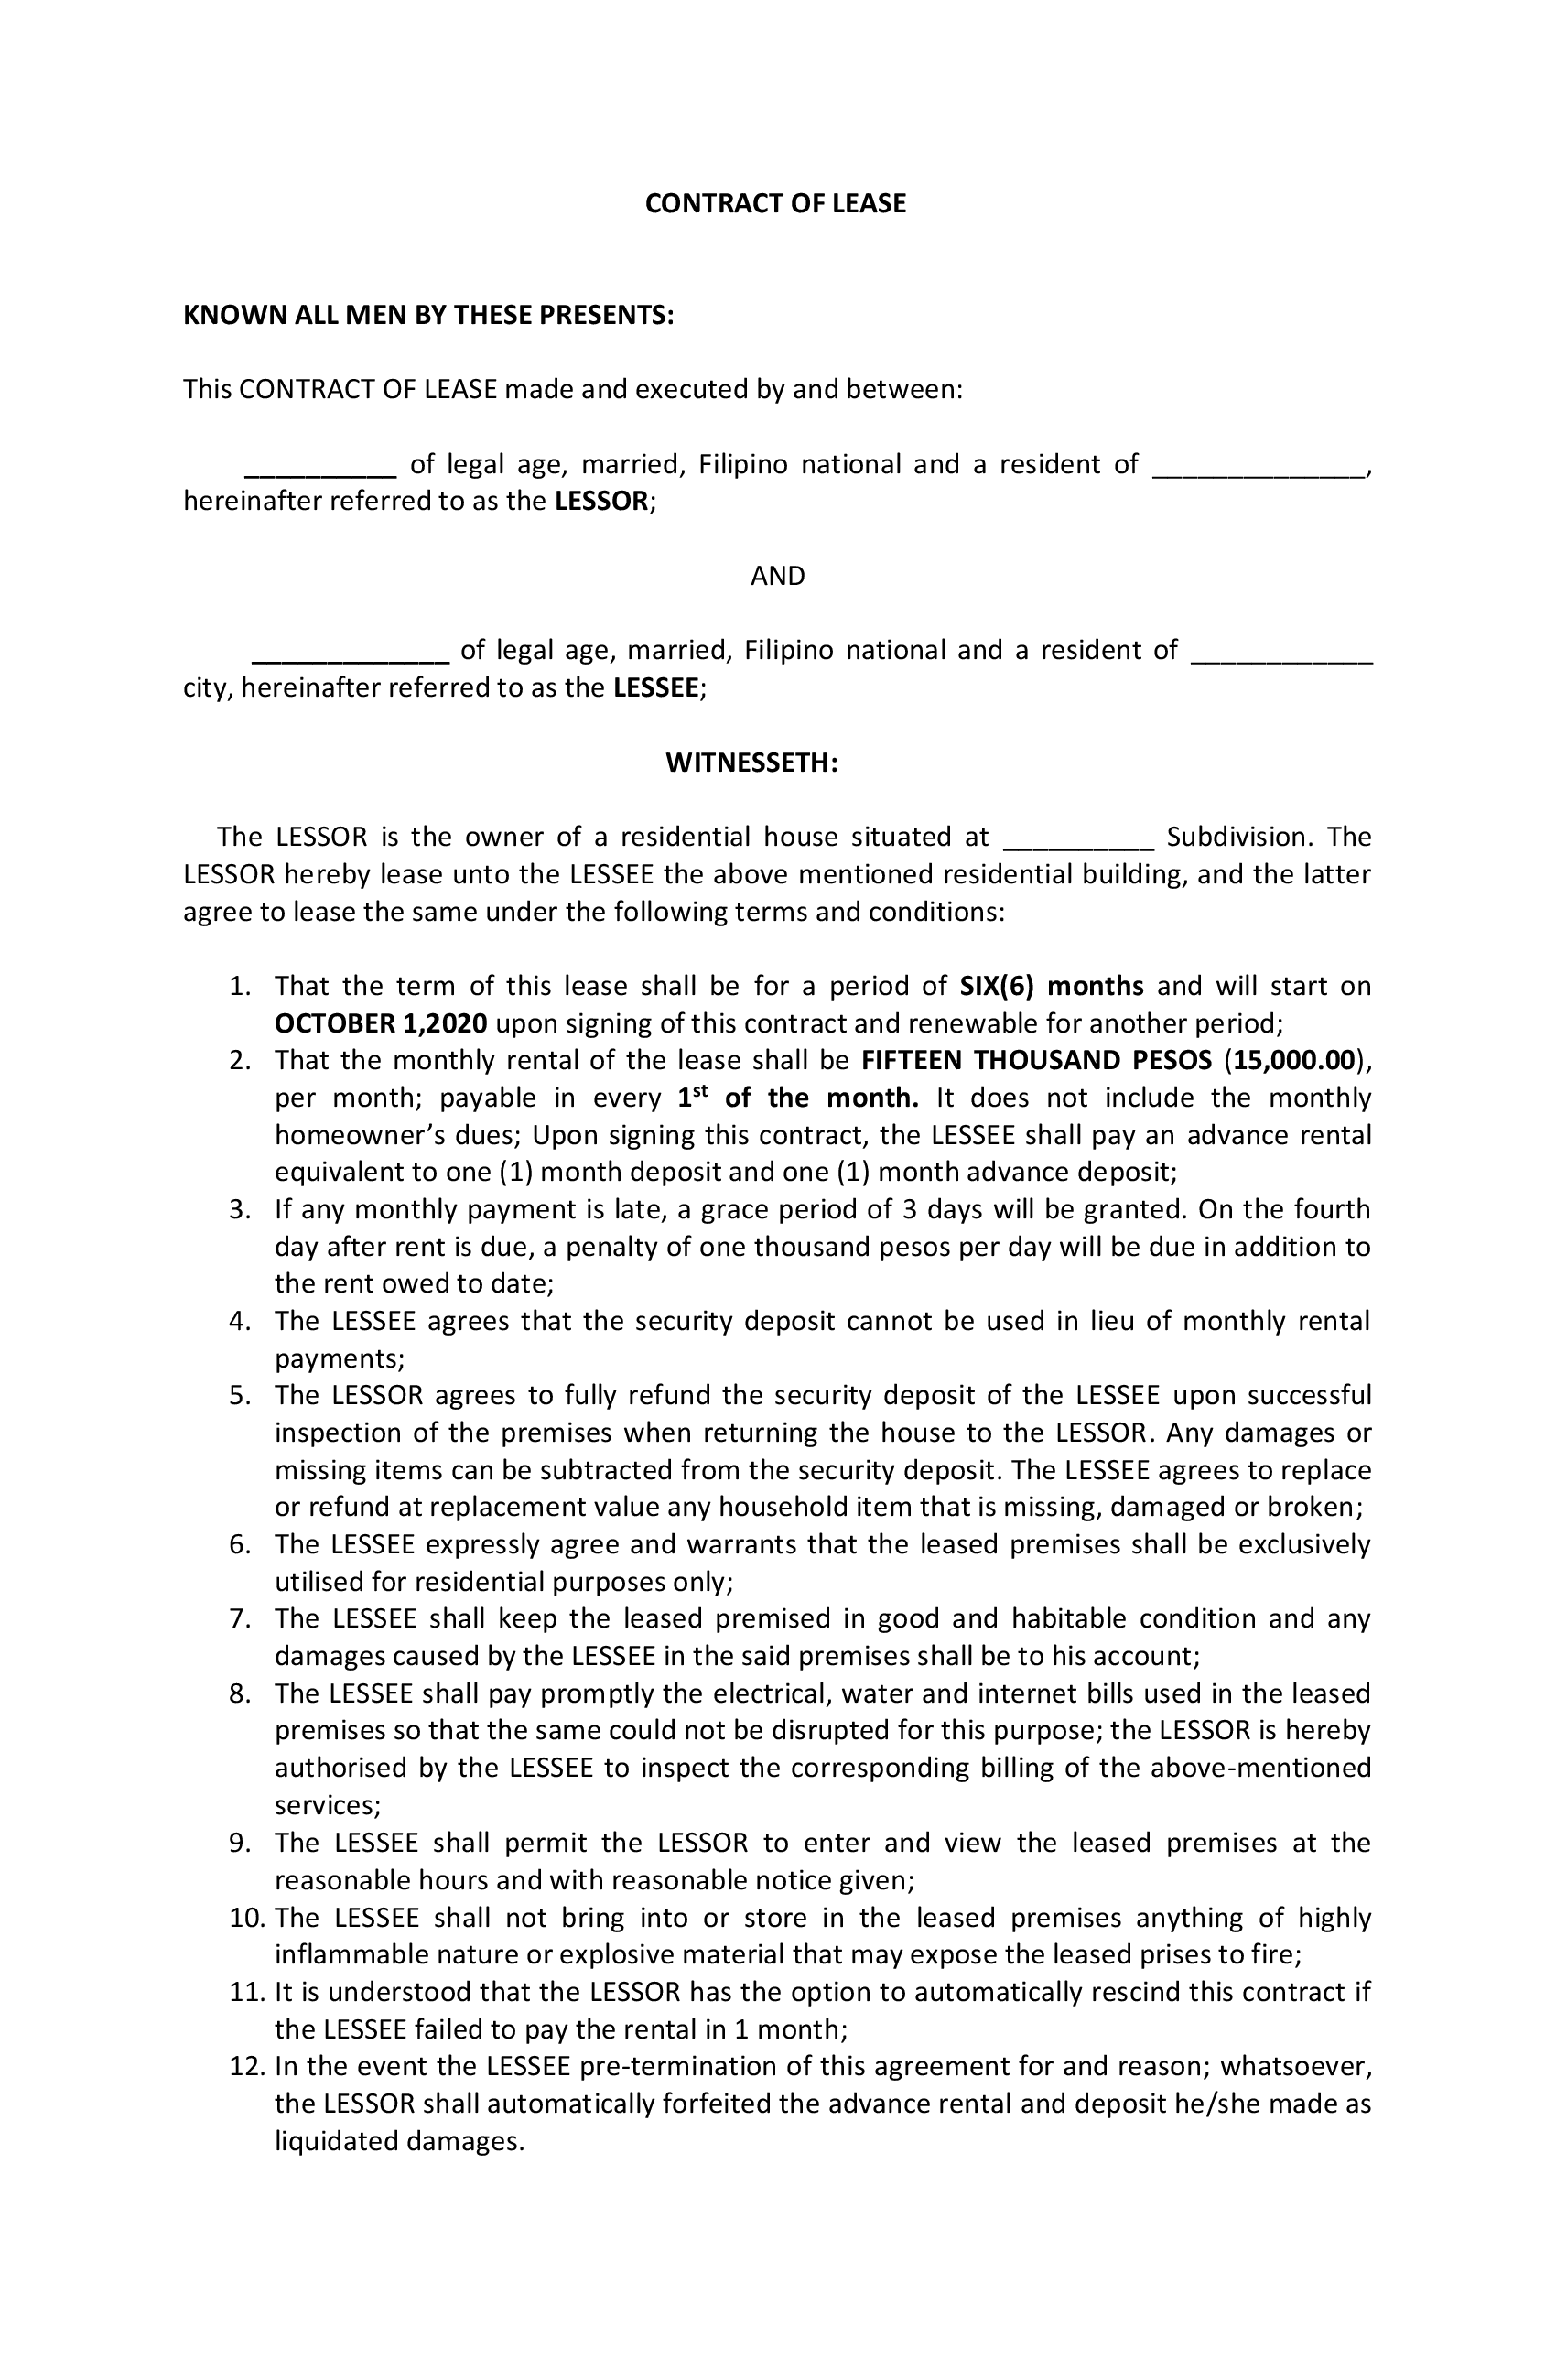 CONTRACT OF LEASE
KNOWN ALL MEN BY THESE PRESENTS:
This CONTRACT OF LEASE made and executed by and between:
__________ of legal age, married, Filipino national and a resident of ______________,
hereinafter referred to as the LESSOR;
AND
_____________ of legal age, married, Filipino national and a resident of ____________
city, hereinafter referred to as the LESSEE;
WITNESSETH:
The LESSOR is the owner of a residential house situated at __________ Subdivision. The
LESSOR hereby lease unto the LESSEE the above mentioned residential building, and the latter
agree to lease the same under the following terms and conditions:
1. That the term of this lease shall be for a period of SIX(6) months and will start on
OCTOBER 1,2020 upon signing of this contract and renewable for another period;
2. That the monthly rental of the lease shall be FIFTEEN THOUSAND PESOS (15,000.00),
per month; payable in every 1st of the month. It does not include the monthly
homeowner’s dues; Upon signing this contract, the LESSEE shall pay an advance rental
equivalent to one (1) month deposit and one (1) month advance deposit;
3. If any monthly payment is late, a grace period of 3 days will be granted. On the fourth
day after rent is due, a penalty of one thousand pesos per day will be due in addition to
the rent owed to date;
4. The LESSEE agrees that the security deposit cannot be used in lieu of monthly rental
payments;
5. The LESSOR agrees to fully refund the security deposit of the LESSEE upon successful
inspection of the premises when returning the house to the LESSOR. Any damages or
missing items can be subtracted from the security deposit. The LESSEE agrees to replace
or refund at replacement value any household item that is missing, damaged or broken;
6. The LESSEE expressly agree and warrants that the leased premises shall be exclusively
utilised for residential purposes only;
7. The LESSEE shall keep the leased premised in good and habitable condition and any
damages caused by the LESSEE in the said premises shall be to his account;
8. The LESSEE shall pay promptly the electrical, water and internet bills used in the leased
premises so that the same could not be disrupted for this purpose; the LESSOR is hereby
authorised by the LESSEE to inspect the corresponding billing of the above-mentioned
services;
9. The LESSEE shall permit the LESSOR to enter and view the leased premises at the
reasonable hours and with reasonable notice given;
10. The LESSEE shall not bring into or store in the leased premises anything of highly
inflammable nature or explosive material that may expose the leased prises to fire;
11. It is understood that the LESSOR has the option to automatically rescind this contract if
the LESSEE failed to pay the rental in 1 month;
12. In the event the LESSEE pre-termination of this agreement for and reason; whatsoever,
the LESSOR shall automatically forfeited the advance rental and deposit he/she made as
liquidated damages.